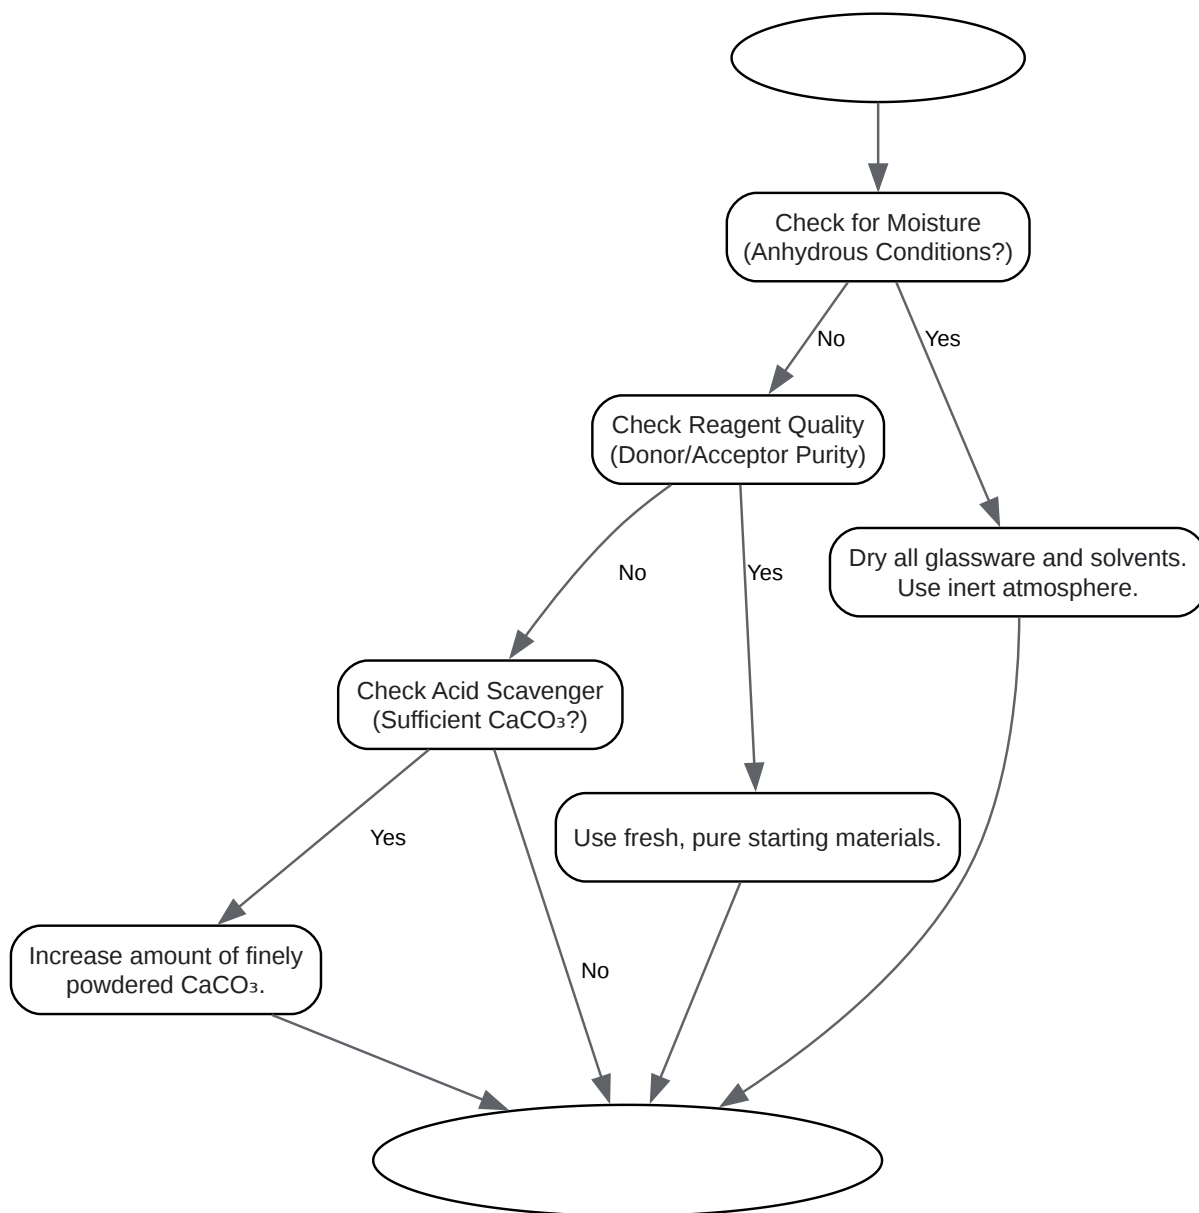 Check for Moisture
(Anhydrous Conditions?)
No
Yes
Check Reagent Quality
(Donor/Acceptor Purity)
Dry all glassware and solvents.
Use inert atmosphere.
No
Yes
Check Acid Scavenger
(Sufficient CaCO₃?)
Yes
Use fresh, pure starting materials.
Increase amount of finely
powdered CaCO₃.
No